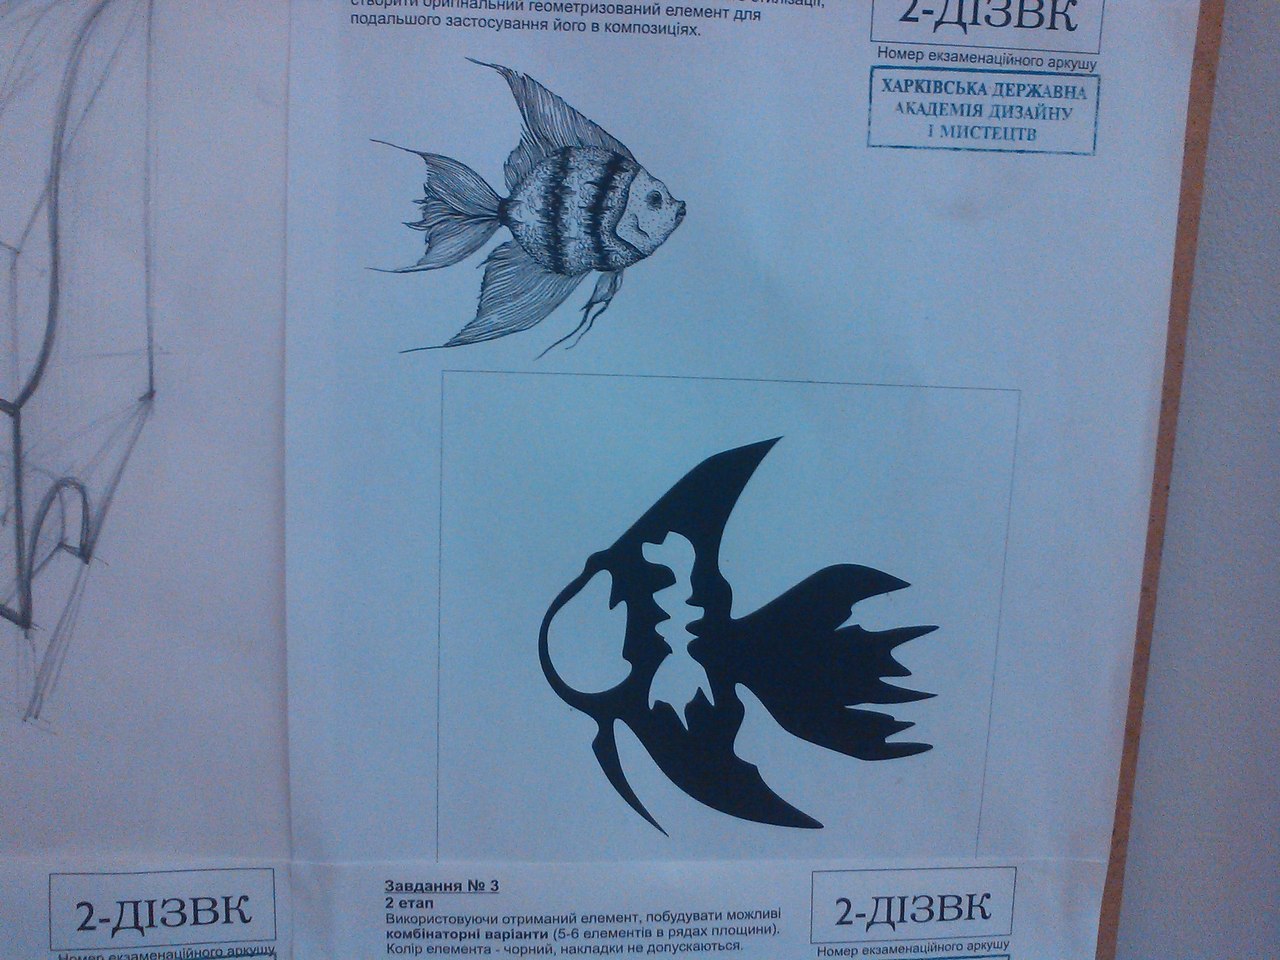 створити оригінальний геометризований елемент для
подальшого застосування його в композиціях.
2-ДІЗВК
Номер екзаменаційного аркушу
ХАРКІВСЬКА ДЕРЖАВНА
АКАДЕМІЯ ДИЗАЙНУ
І МИСТЕЦТВ
2-ДІЗВК
Номер екзаменаційного аркушу
Завдання № 3
2 етап
Використовуючи отриманий елемент, побудувати можливі
комбінаторні варіанти (5-6 елементів в рядах площини).
Колір елемента - чорний, накладки не допускаються.
2-ДІЗВК
Номер екзаменаційного аркушу